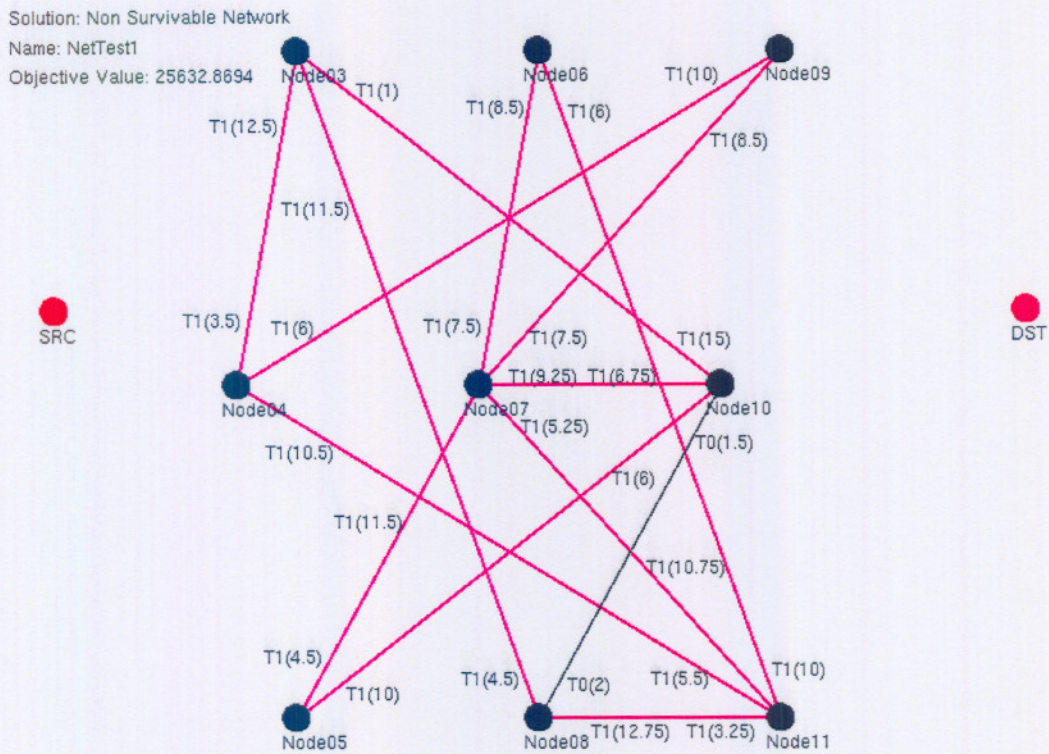 Solution: Non Survivable Network
Name: NetTest1
Objective Value: 25632.8694
Node03
Node06
Node09
T1(1)
T1(8.5)
T1(6)
T1(10)
T1(12.5)
T1(8.5)
T1(11.5)
T1(3.5)
T1(6)
T1(7.5)
T1(7.5)
T1(15)
SRC
DST
T1(9.25)
T1(6.75)
Node04
Node07
Node10
T1(5.25)
T0(1.5)
T1(10.5)
T1(6)
T1(11.5)
T1(10.75)
T1(4.5)
T1(10)
T1(4.5)
T0(2)
T1(5.5)
T1(10)
T1(12.75)
T1(3.25)
Node05
Node08
Node11